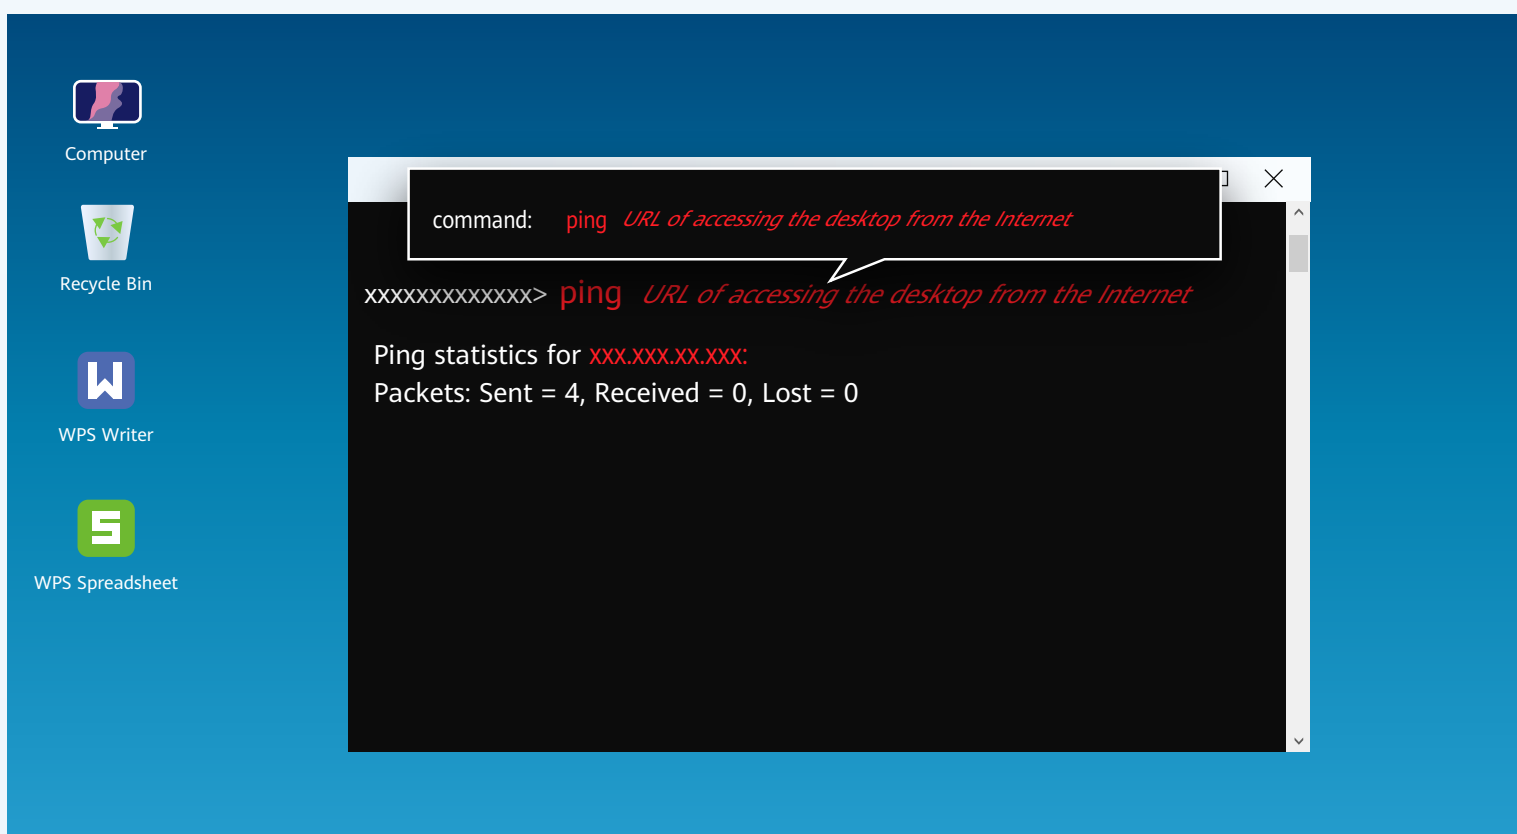 Computer
Recycle Bin
WPS Writer
WPS Spreadsheet
command: ping URL of accessing the desktop from the Internet
xxxxxxxxxxxxx> ping URL of accessing the desktop from the Internet
Ping statistics for xxx.xxx.xx.xxx:
Packets: Sent = 4, Received = 0, Lost = 0